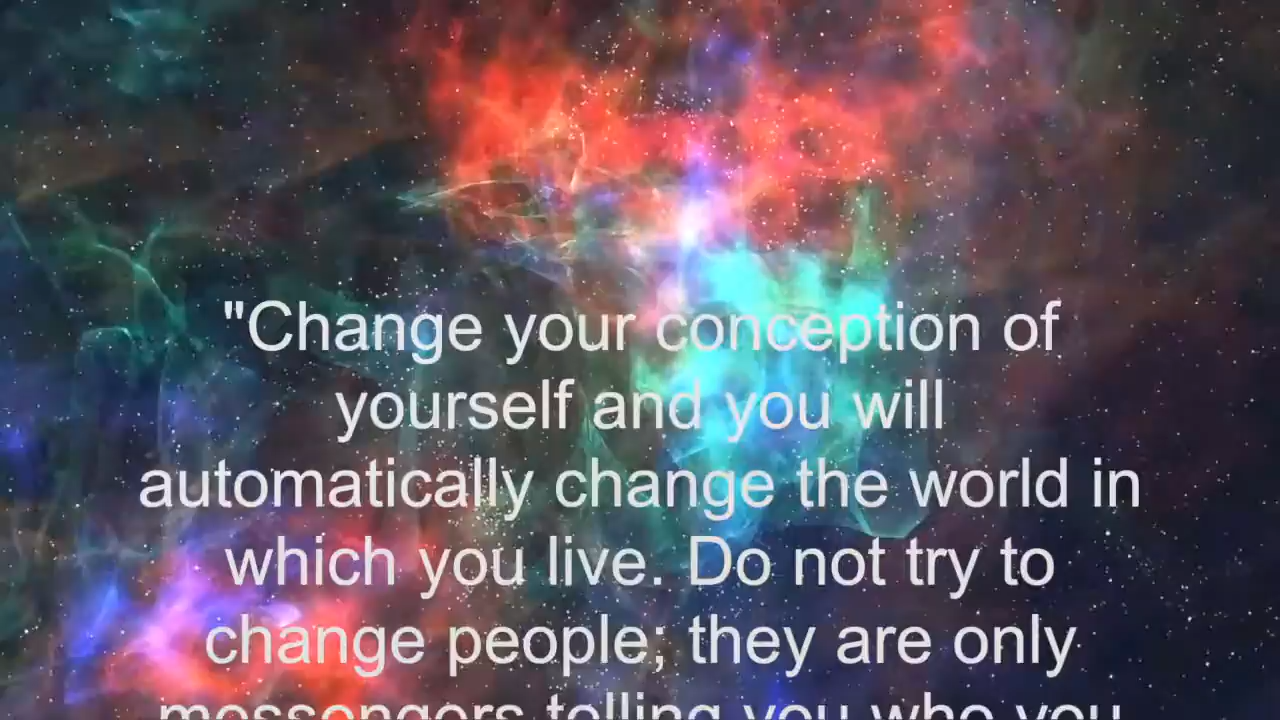 "Change your conception of
yourself and you will
automatically change the world in
which you live. Do not try to
change people; they are only
messengers telling you who you